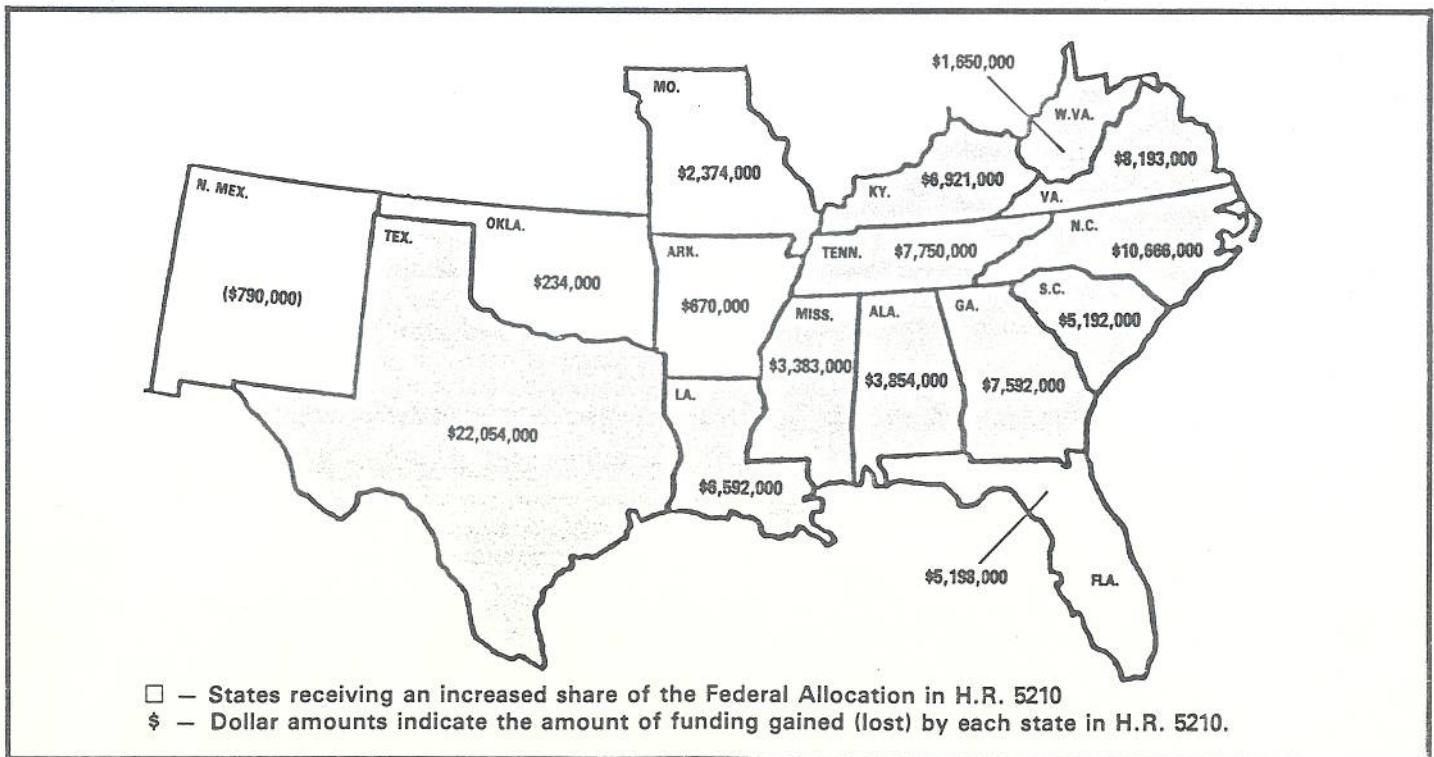 $1,650,000
MO.
W.VA.
$2,374,000
$8,193,000
N. MEX.
KY.
$6,921,000
VA.
OKLA.
TEX.
N.C.
ARK.
TENN.
$7,750,000
$10,666,000
($790,000)
$234,000
$670,000
MISS.
ALA.
GA.
S.C.
$5,192,000
$3,383,000
$3,854,000
$7,592,000
LA.
$22,054,000
$6,592,000
$5,198,000
FLA.
□ — States receiving an increased share of the Federal Allocation in H.R. 5210
$ — Dollar amounts indicate the amount of funding gained (lost) by each state in H.R. 5210.